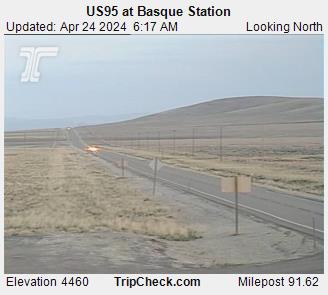 US95 at Basque Station
Updated: Apr 24 2024 6:17 AM Looking North
Elevation 4460 TripCheck.com Milepost 91.62